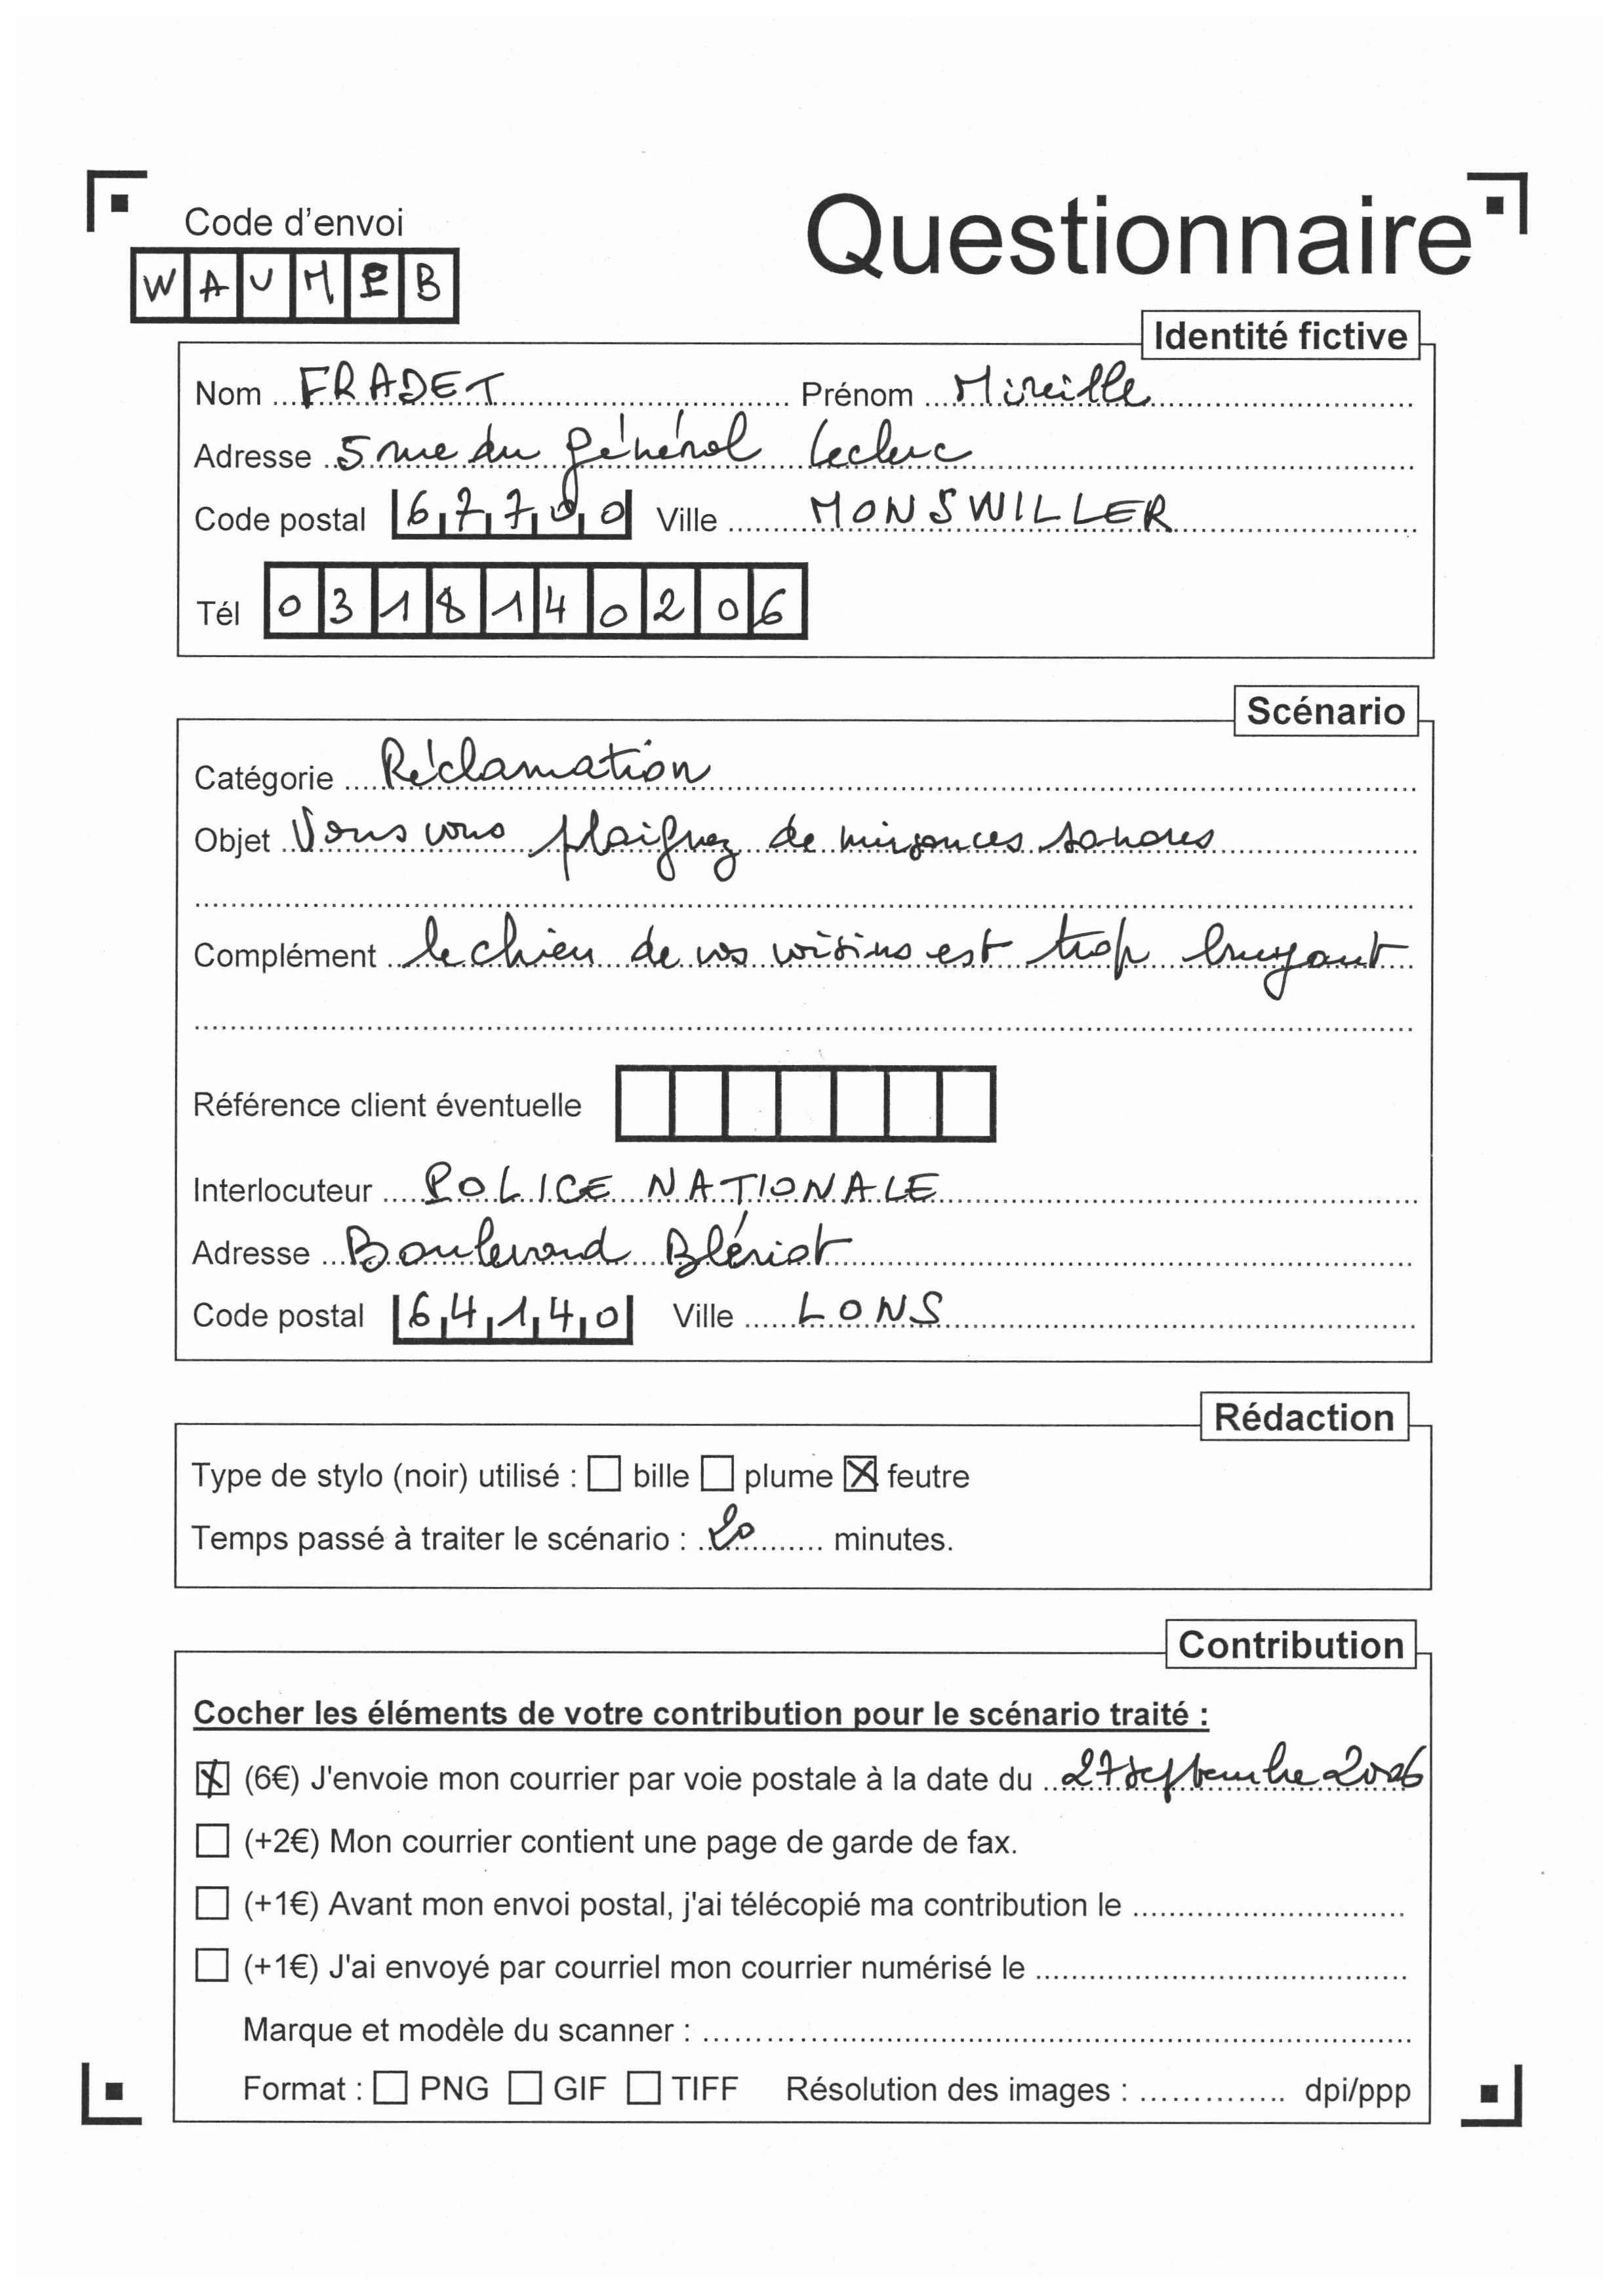 Code d'envoi
Questionnaire
WAUMPB
Identité fictive
Nom FRADET Prénom Mireille
Adresse 5 rue du général Leclerc
Code postal 67700 Ville MONSWILLER
Tél 0318140206
Scénario
Catégorie Réclamation
Objet Vous vous plaignez de nuisances sonores
Complément le chien de vos voisins est trop bruyant
Référence client éventuelle
Interlocuteur POLICE NATIONALE
Adresse Boulevard Blériot
Code postal 64140 Ville LONS
Rédaction
Type de stylo (noir) utilisé : ☐ bille ☐ plume ☒ feutre
Temps passé à traiter le scénario : 20 minutes.
Contribution
Cocher les éléments de votre contribution pour le scénario traité :
☒ (6€) J'envoie mon courrier par voie postale à la date du 27 septembre 2006
☐ (+2€) Mon courrier contient une page de garde de fax.
☐ (+1€) Avant mon envoi postal, j'ai télécopié ma contribution le
☐ (+1€) J'ai envoyé par courriel mon courrier numérisé le
Marque et modèle du scanner :
Format : ☐ PNG ☐ GIF ☐ TIFF Résolution des images : dpi/ppp